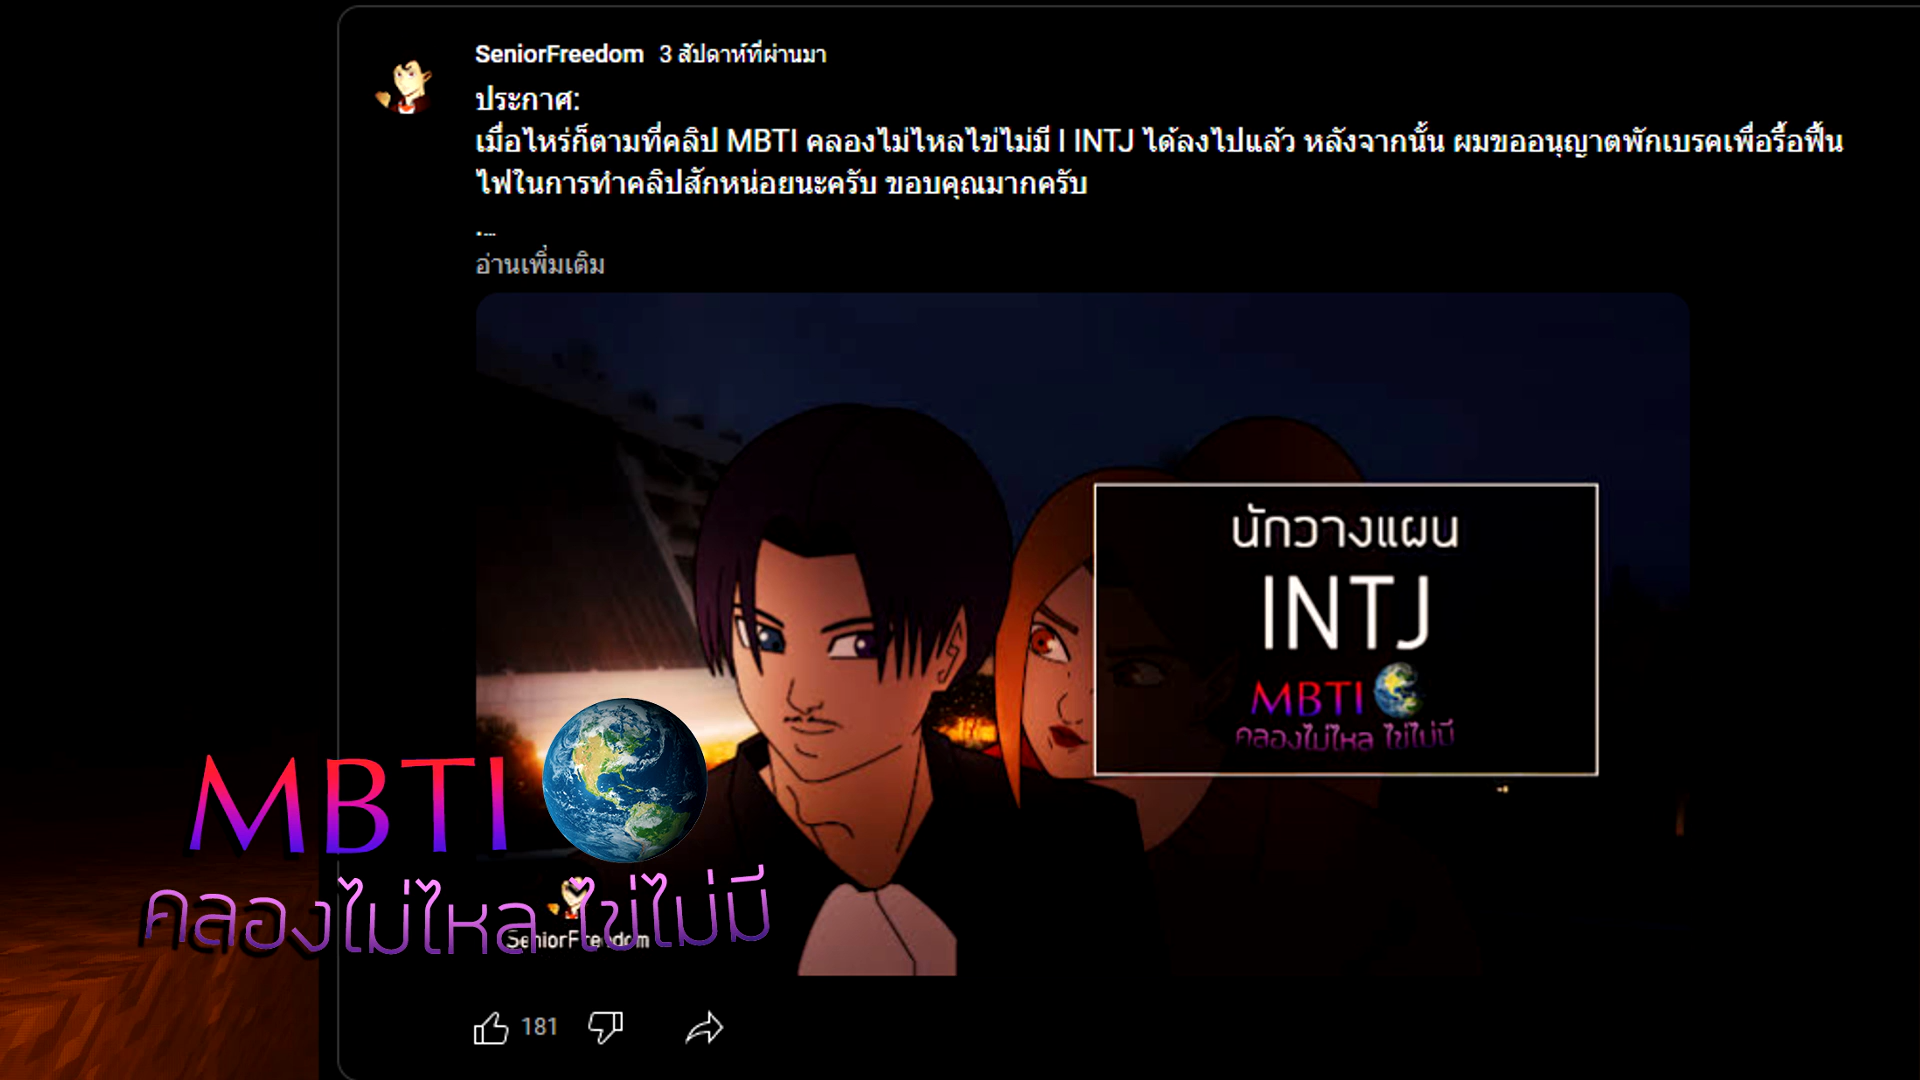 SeniorFreedom 3 สัปดาห์ที่ผ่านมา
ประกาศ:
เมื่อไหร่ก็ตามที่คลิป MBTI คลองไม่ไหลไข่ไม่มี I INTJ ได้ลงไปแล้ว หลังจากนั้น ผมขออนุญาตพักเบรคเพื่อรื้อฟื้น
ไฟในการทำคลิปสักหน่อยนะครับ ขอบคุณมากครับ
.…
อ่านเพิ่มเติม
นักวางแผน
INTJ
MBTI
คลองไม่ไหล ไข่ไม่มี
MBTI
คลองไม่ไหล ไข่ไม่มี
SeniorFreedom
181